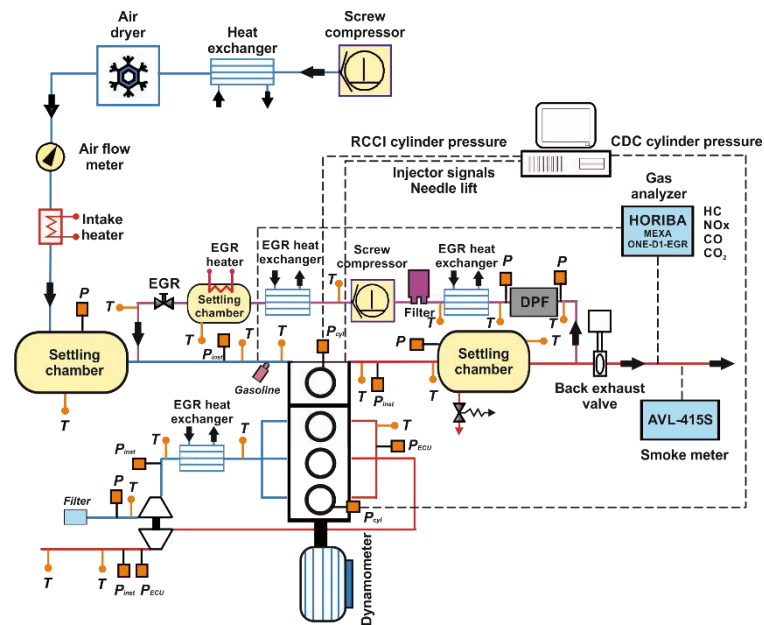 Air
dryer
Heat
exchanger
Screw
compressor
Air flow
meter
RCCI cylinder pressure
CDC cylinder pressure
Injector signals
Needle lift
Gas
analyzer
HORIBA
MEXA
ONE-D1-EGR
HC
NOx
CO
CO₂
Intake
heater
EGR
heater
EGR heat
exchanger
Screw
compressor
EGR heat
exchanger
P
P
EGR
Settling
chamber
T
Filter
DPF
P
T
T
T
T
T
Pcyl
Settling
chamber
T
Pinst
T
T
Gasoline
P
Settling
chamber
T
T
Pinst
T
Back exhaust
valve
AVL-415S
Smoke meter
EGR heat
exchanger
T
PECU
Pinst
T
T
Filter
P
T
Pcyl
T
T
Pinst
PECU
T
Dynamometer